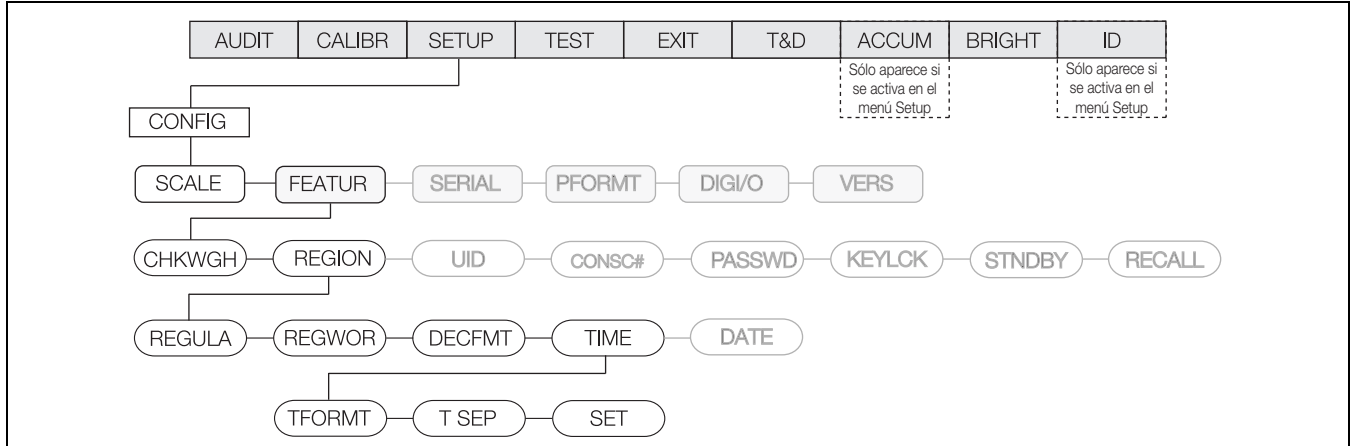 AUDIT CALIBR SETUP TEST EXIT T&D ACCUM BRIGHT ID
Sólo aparece si
se activa en el
menú Setup
Sólo aparece si
se activa en el
menú Setup
CONFIG
SCALE FEATUR SERIAL PFORMT DIGI/O VERS
CHKWGH REGION UID CONSC# PASSWD KEYLCK STNDBY RECALL
REGULA REGWOR DECFMT TIME DATE
TFORMT T SEP SET